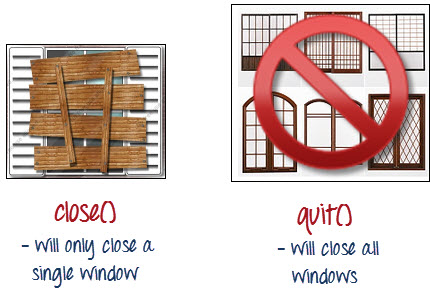 close()
- will only close a
single window
quit()
- will close all
windows